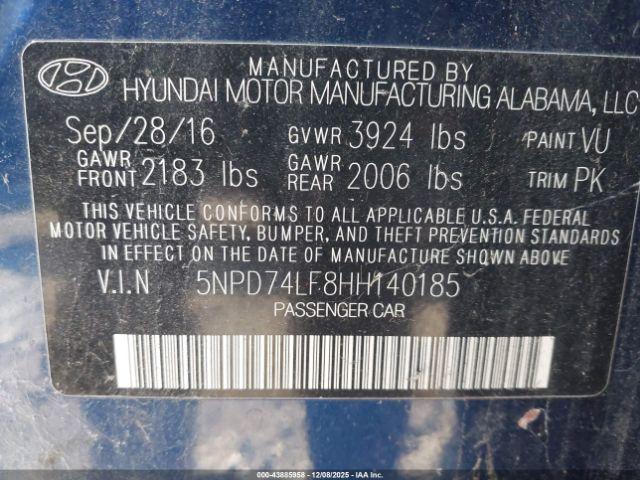 MANUFACTURED BY
HYUNDAI MOTOR MANUFACTURING ALABAMA, LLC
Sep/28/16 GVWR 3924 lbs PAINT VU
GAWR FRONT 2183 lbs GAWR REAR 2006 lbs TRIM PK
THIS VEHICLE CONFORMS TO ALL APPLICABLE U.S.A. FEDERAL
MOTOR VEHICLE SAFETY, BUMPER, AND THEFT PREVENTION STANDARDS
IN EFFECT ON THE DATE OF MANUFACTURE SHOWN ABOVE
V.I.N 5NPD74LF8HH140185
PASSENGER CAR
000-43885958 - 12/08/2025 - IAAI.COM